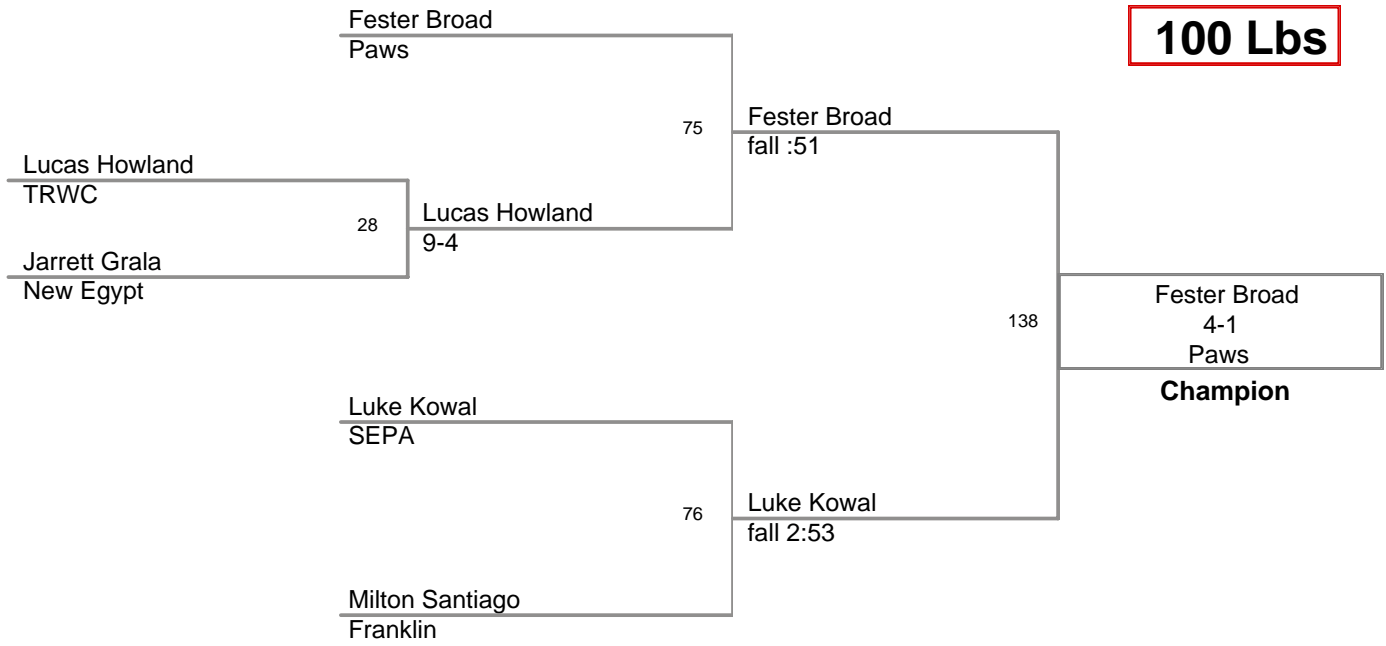 Fester Broad
Paws
100 Lbs
75
Fester Broad
fall :51
Lucas Howland
TRWC
28
Lucas Howland
9-4
Jarrett Grala
New Egypt
138
Fester Broad
4-1
Paws
Champion
Luke Kowal
SEPA
76
Luke Kowal
fall 2:53
Milton Santiago
Franklin